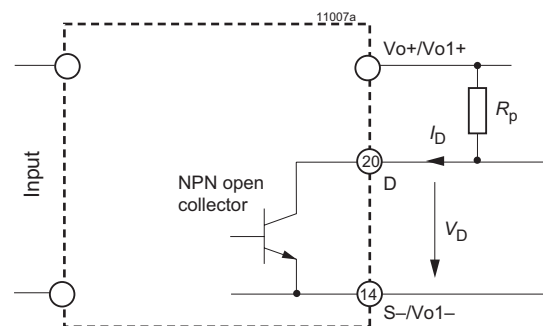 11007a
Vo+/Vo1+
Rp
ID
20
D
Input
NPN open
collector
VD
14
S–/Vo1–